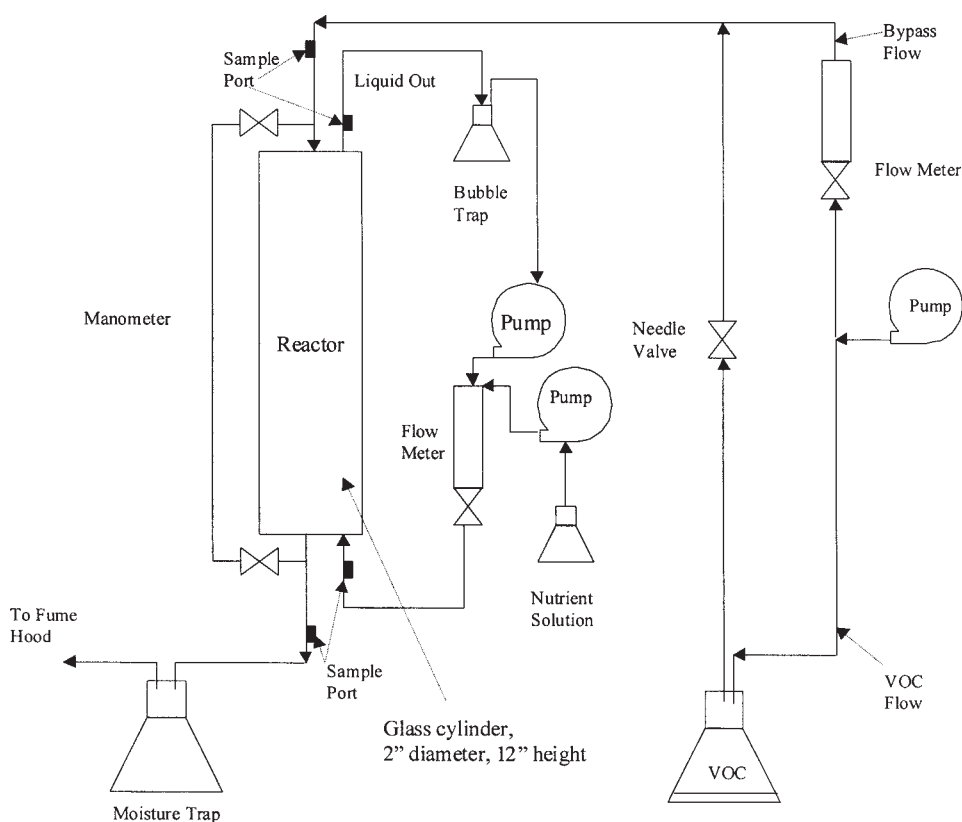 Bypass
Flow
Sample
Port
Liquid Out
Bubble
Trap
Flow Meter
Manometer
Reactor
Pump
Needle
Valve
Pump
Pump
Flow
Meter
Nutrient
Solution
To Fume
Hood
Sample
Port
VOC
Flow
Glass cylinder,
2” diameter, 12” height
VOC
Moisture Trap